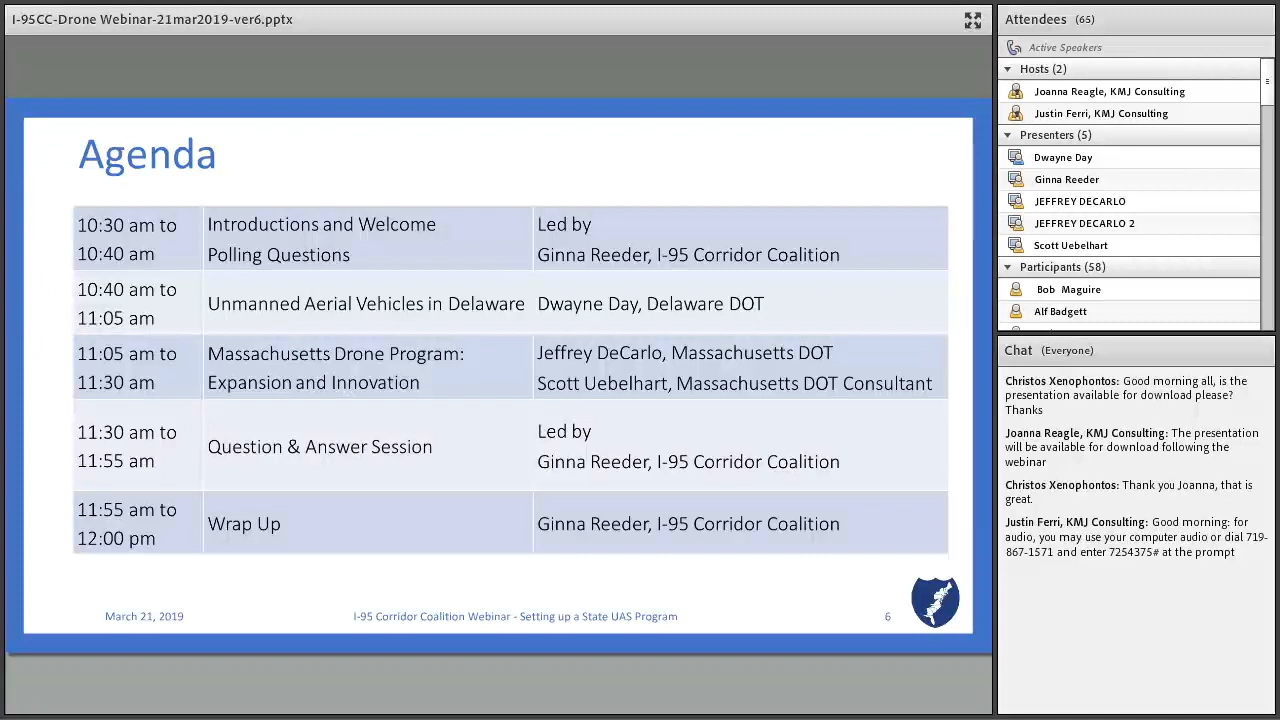 I-95CC-Drone Webinar-21mar2019-ver6.pptx
Agenda
10:30 am to
10:40 am
Introductions and Welcome
Polling Questions
Led by
Ginna Reeder, I-95 Corridor Coalition
10:40 am to
11:05 am
Unmanned Aerial Vehicles in Delaware
Dwayne Day, Delaware DOT
11:05 am to
11:30 am
Massachusetts Drone Program:
Expansion and Innovation
Jeffrey DeCarlo, Massachusetts DOT
Scott Uebelhart, Massachusetts DOT Consultant
11:30 am to
11:55 am
Question & Answer Session
Led by
Ginna Reeder, I-95 Corridor Coalition
11:55 am to
12:00 pm
Wrap Up
Ginna Reeder, I-95 Corridor Coalition
March 21, 2019
I-95 Corridor Coalition Webinar - Setting up a State UAS Program
6
Attendees (65)
Active Speakers
Hosts (2)
Joanna Reagle, KMJ Consulting
Justin Ferri, KMJ Consulting
Presenters (5)
Dwayne Day
Ginna Reeder
JEFFREY DECARLO
JEFFREY DECARLO 2
Scott Uebelhart
Participants (58)
Bob Maguire
Alf Badgett
Chat (Everyone)
Christos Xenophontos: Good morning all, is the
presentation available for download please?
Thanks
Joanna Reagle, KMJ Consulting: The presentation
will be available for download following the
webinar
Christos Xenophontos: Thank you Joanna, that is
great.
Justin Ferri, KMJ Consulting: Good morning: for
audio, you may use your computer audio or dial 719-
867-1571 and enter 7254375# at the prompt